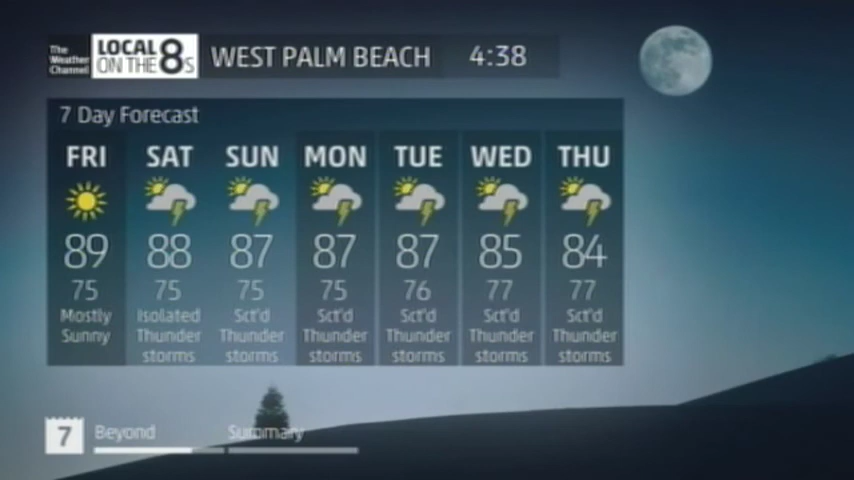 The Weather Channel
LOCAL ON THE 8s
WEST PALM BEACH 4:38
7 Day Forecast
FRI SAT SUN MON TUE WED THU
89 88 87 87 87 85 84
75 75 75 75 76 77 77
Mostly Isolated Sct'd Sct'd Sct'd Sct'd Sct'd
Sunny Thunder Thunder Thunder Thunder Thunder Thunder
storms storms storms storms storms storms
7 Beyond Summary